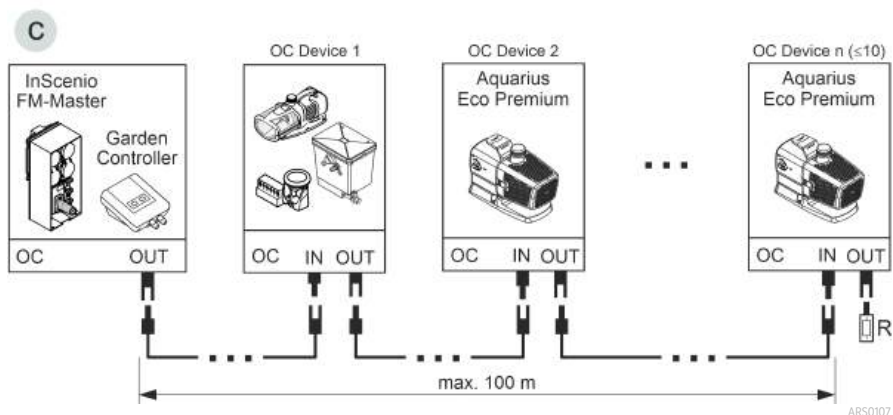 C
OC Device 1
OC Device 2
OC Device n (≤10)
InScenio
FM-Master
Garden
Controller
Aquarius
Eco Premium
Aquarius
Eco Premium
OC OUT
OC IN OUT
OC IN OUT
OC IN OUT
R
max. 100 m
ARS0107